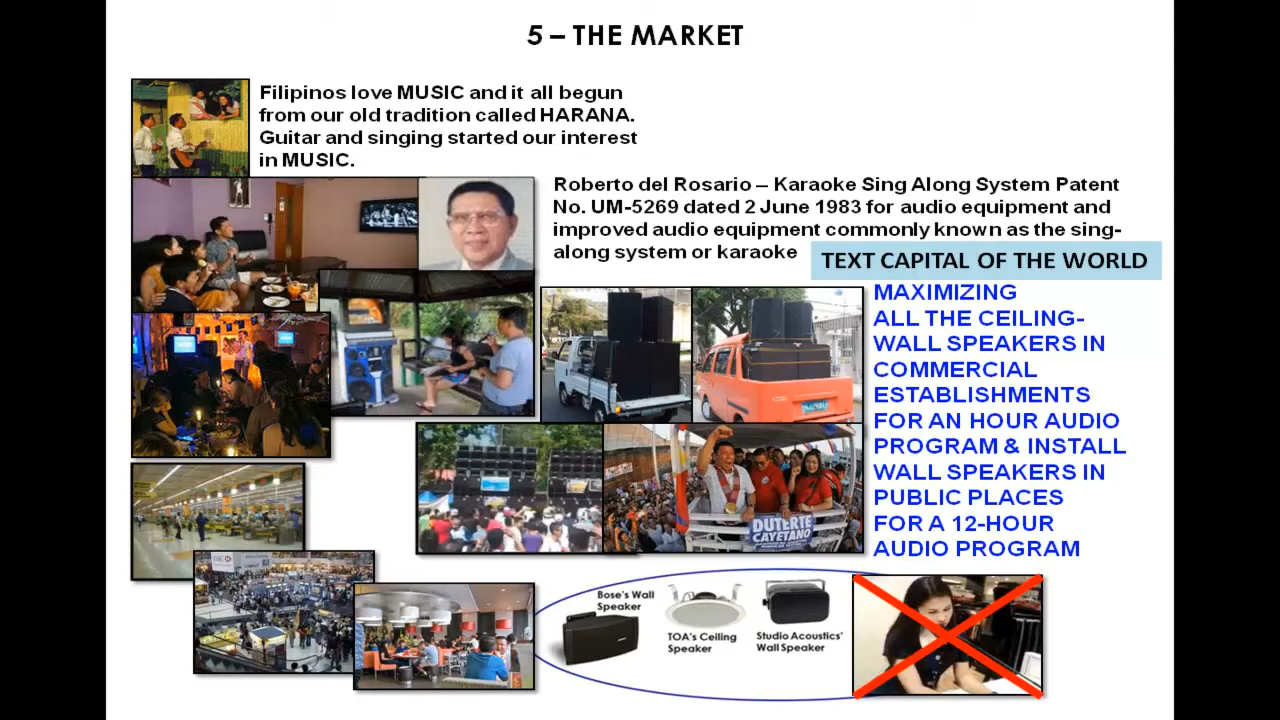 5 – THE MARKET
Filipinos love MUSIC and it all begun
from our old tradition called HARANA.
Guitar and singing started our interest
in MUSIC.
Roberto del Rosario – Karaoke Sing Along System Patent
No. UM-5269 dated 2 June 1983 for audio equipment and
improved audio equipment commonly known as the sing-
along system or karaoke
TEXT CAPITAL OF THE WORLD
MAXIMIZING
ALL THE CEILING-
WALL SPEAKERS IN
COMMERCIAL
ESTABLISHMENTS
FOR AN HOUR AUDIO
PROGRAM & INSTALL
WALL SPEAKERS IN
PUBLIC PLACES
FOR A 12-HOUR
AUDIO PROGRAM
DUTERTE
CAYETANO
Bose's Wall
Speaker
TOA's Ceiling
Speaker
Studio Acoustics'
Wall Speaker